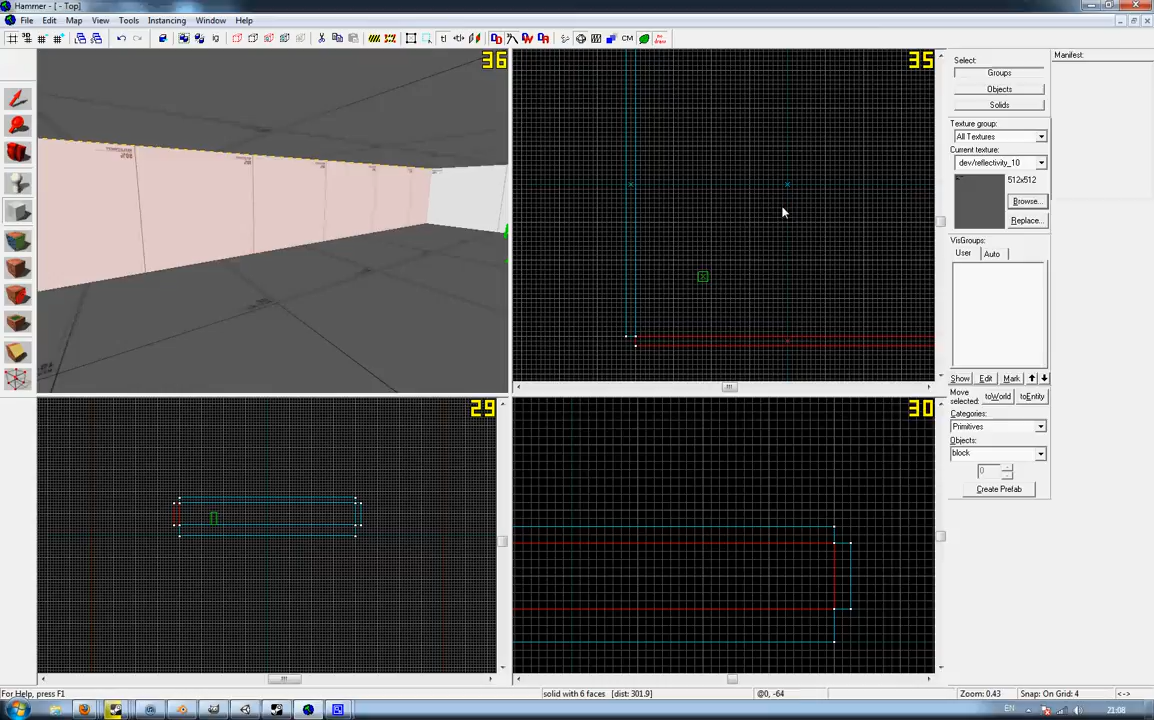 Hammer - [ - Top]
File Edit Map View Tools Instancing Window Help
CM
36
35
29
30
Select:
Groups
Objects
Solids
Texture group:
All Textures
Current texture:
dev/reflectivity_10
512x512
Browse...
Replace...
VisGroups:
User Auto
Show Edit Mark
Move
selected: toWorld toEntity
Categories:
Primitives
Objects:
block
0
Create Prefab
Manifest:
For Help, press F1
solid with 6 faces [dist: 301.9]
@0, -64
Zoom: 0.43
Snap: On Grid: 4
<->
EN
21:08